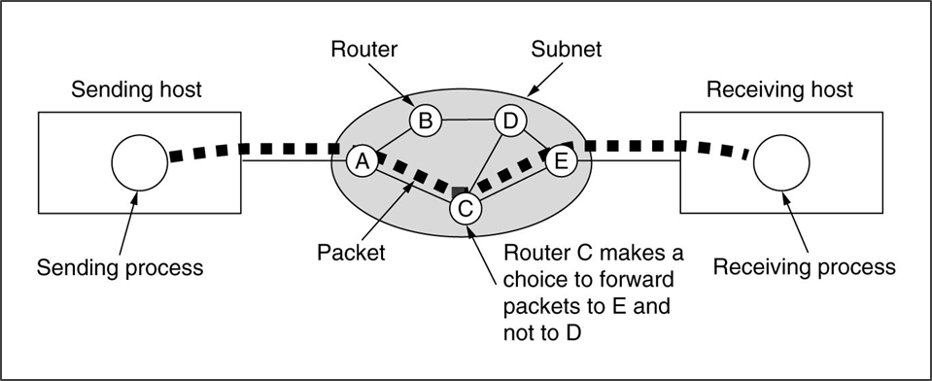 Router
Subnet
Sending host
Receiving host
B
D
A
E
C
Packet
Sending process
Router C makes a
choice to forward
packets to E and
not to D
Receiving process